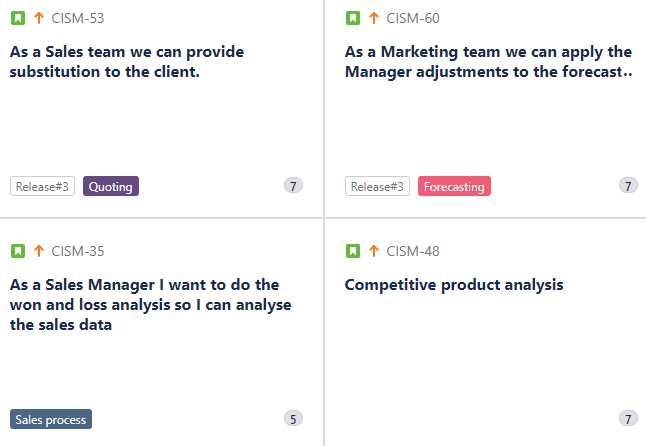 CISM-53
As a Sales team we can provide
substitution to the client.
Release#3 Quoting 7
CISM-60
As a Marketing team we can apply the
Manager adjustments to the forecast..
Release#3 Forecasting 7
CISM-35
As a Sales Manager I want to do the
won and loss analysis so I can analyse
the sales data
Sales process 5
CISM-48
Competitive product analysis
7